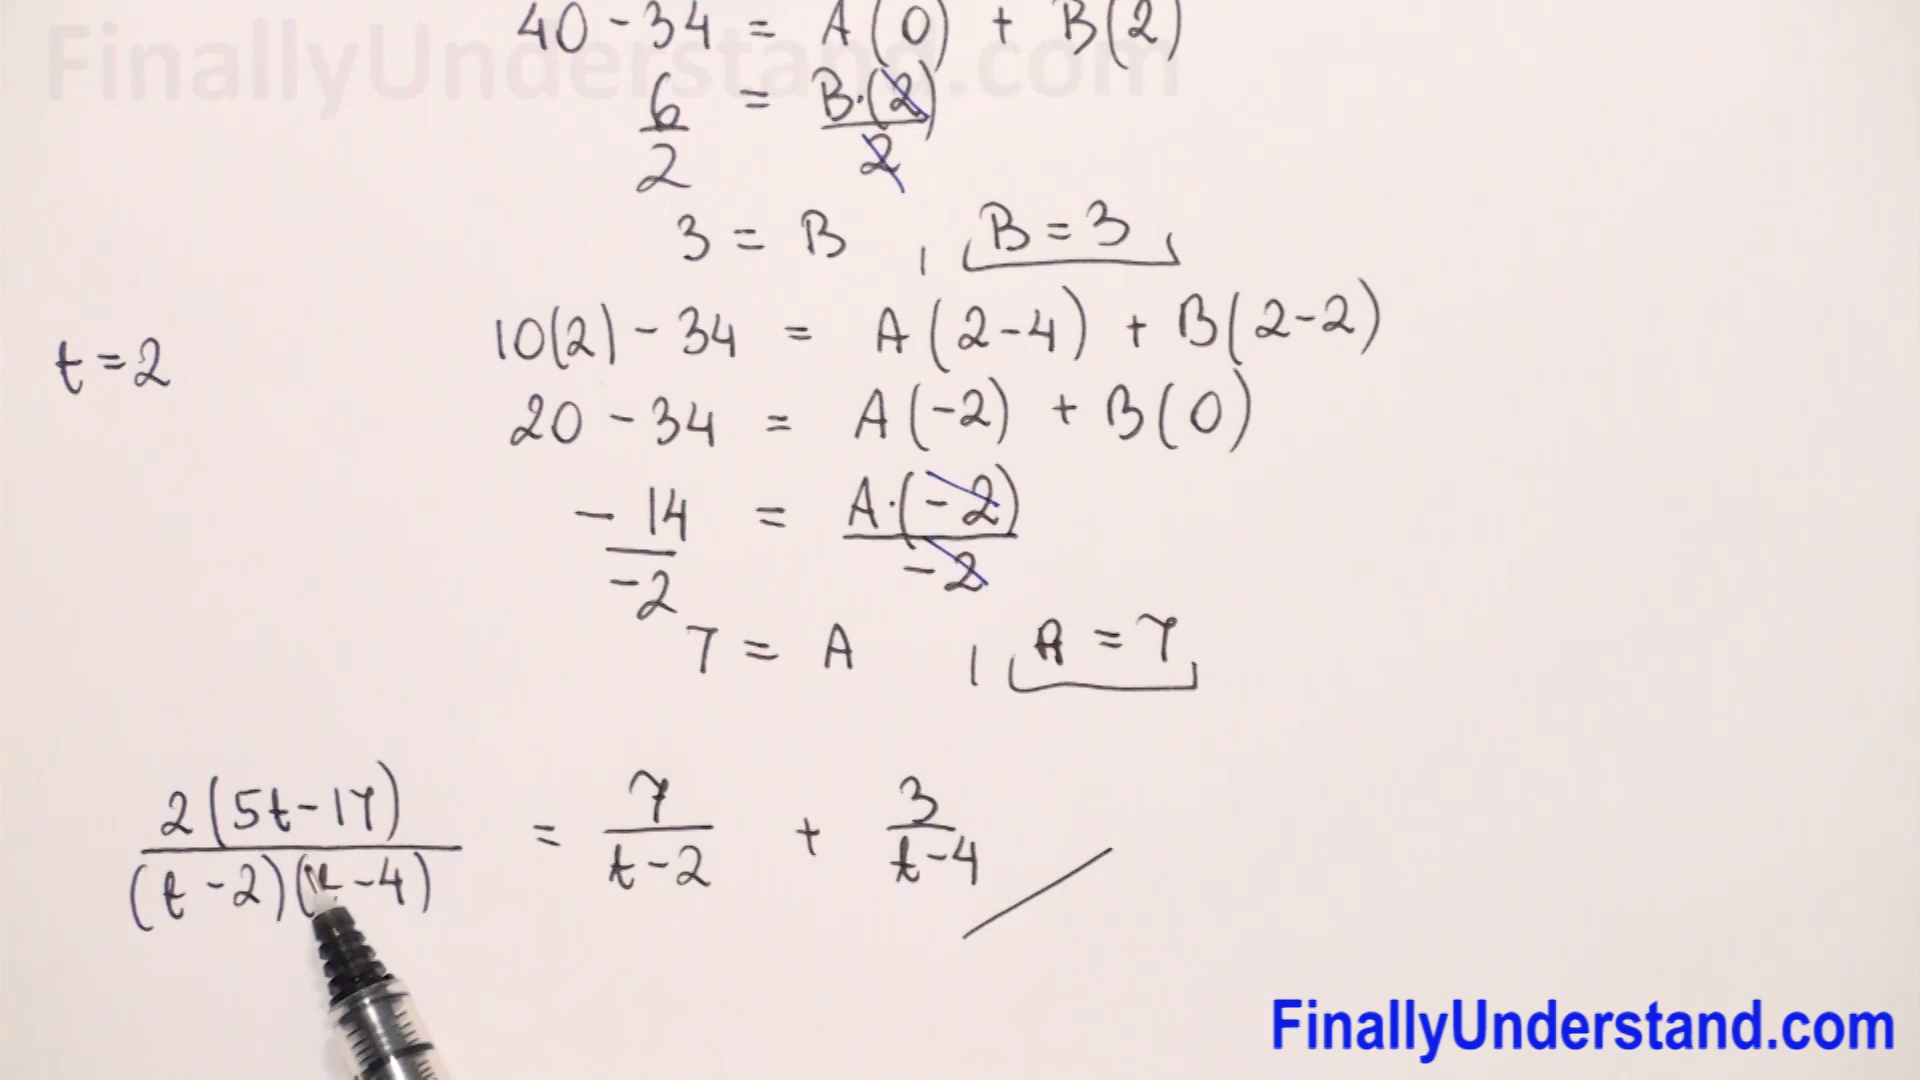 FinallyUnderstand.com
40 - 34 = A(0) + B(2)
6/2 = B·(2)/2
3 = B , B = 3
t = 2 10(2) - 34 = A(2-4) + B(2-2)
20 - 34 = A(-2) + B(0)
-14/-2 = A·(-2)/-2
7 = A , A = 7
2(5t-17)/(t-2)(t-4) = 7/t-2 + 3/t-4
FinallyUnderstand.com